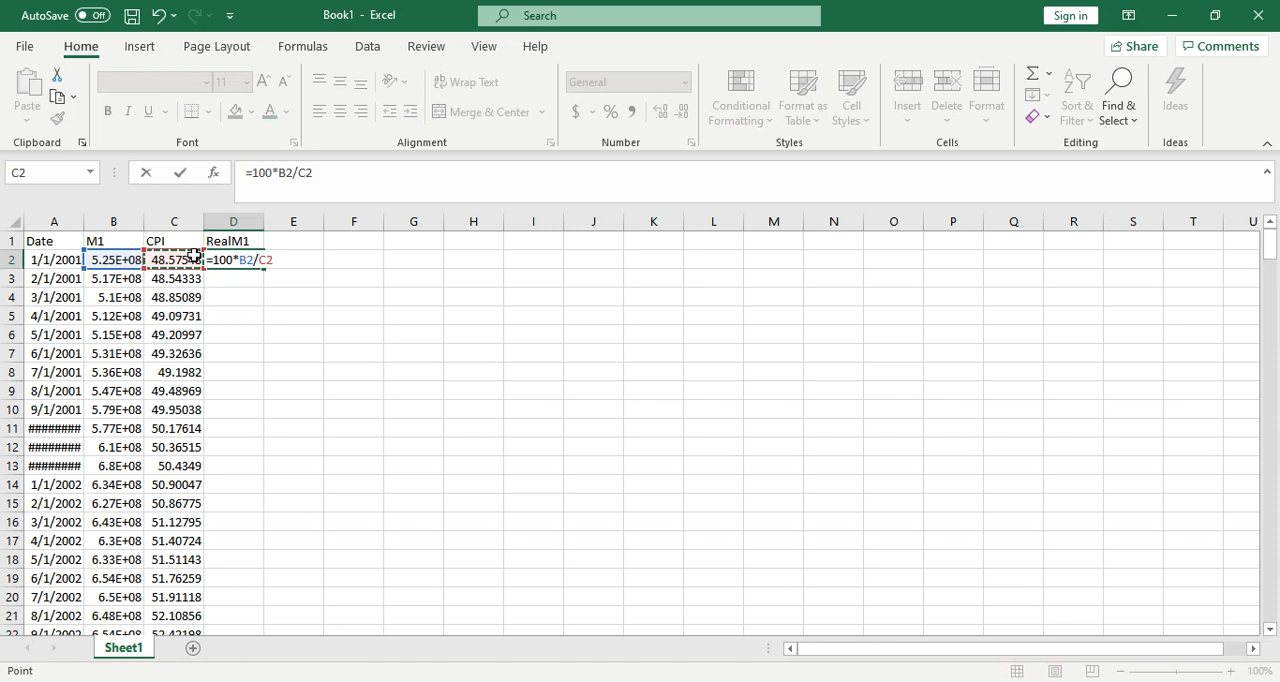 AutoSave Off Book1 - Excel Search Sign in
File Home Insert Page Layout Formulas Data Review View Help Share Comments
Paste 11 Wrap Text General Conditional Formatting Format as Table Cell Styles Insert Delete Format Sort & Filter Find & Select Ideas
B I U Merge & Center $ %
Clipboard Font Alignment Number Styles Cells Editing Ideas
C2 fx =100*B2/C2
A B C D E F G H I J K L M N O P Q R S T U
1 Date M1 CPI RealM1
2 1/1/2001 5.25E+08 =100*B2/C2
3 2/1/2001 5.17E+08 48.54333
4 3/1/2001 5.1E+08 48.85089
5 4/1/2001 5.12E+08 49.09731
6 5/1/2001 5.15E+08 49.20997
7 6/1/2001 5.31E+08 49.32636
8 7/1/2001 5.36E+08 49.1982
9 8/1/2001 5.47E+08 49.48969
10 9/1/2001 5.79E+08 49.95038
11 ######## 5.77E+08 50.17614
12 ######## 6.1E+08 50.36515
13 ######## 6.8E+08 50.4349
14 1/1/2002 6.34E+08 50.90047
15 2/1/2002 6.27E+08 50.86775
16 3/1/2002 6.43E+08 51.12795
17 4/1/2002 6.3E+08 51.40724
18 5/1/2002 6.33E+08 51.51143
19 6/1/2002 6.54E+08 51.76259
20 7/1/2002 6.5E+08 51.91118
21 8/1/2002 6.48E+08 52.10856
22 9/1/2002 6.54E+08 52.42198
Sheet1
Point 100%